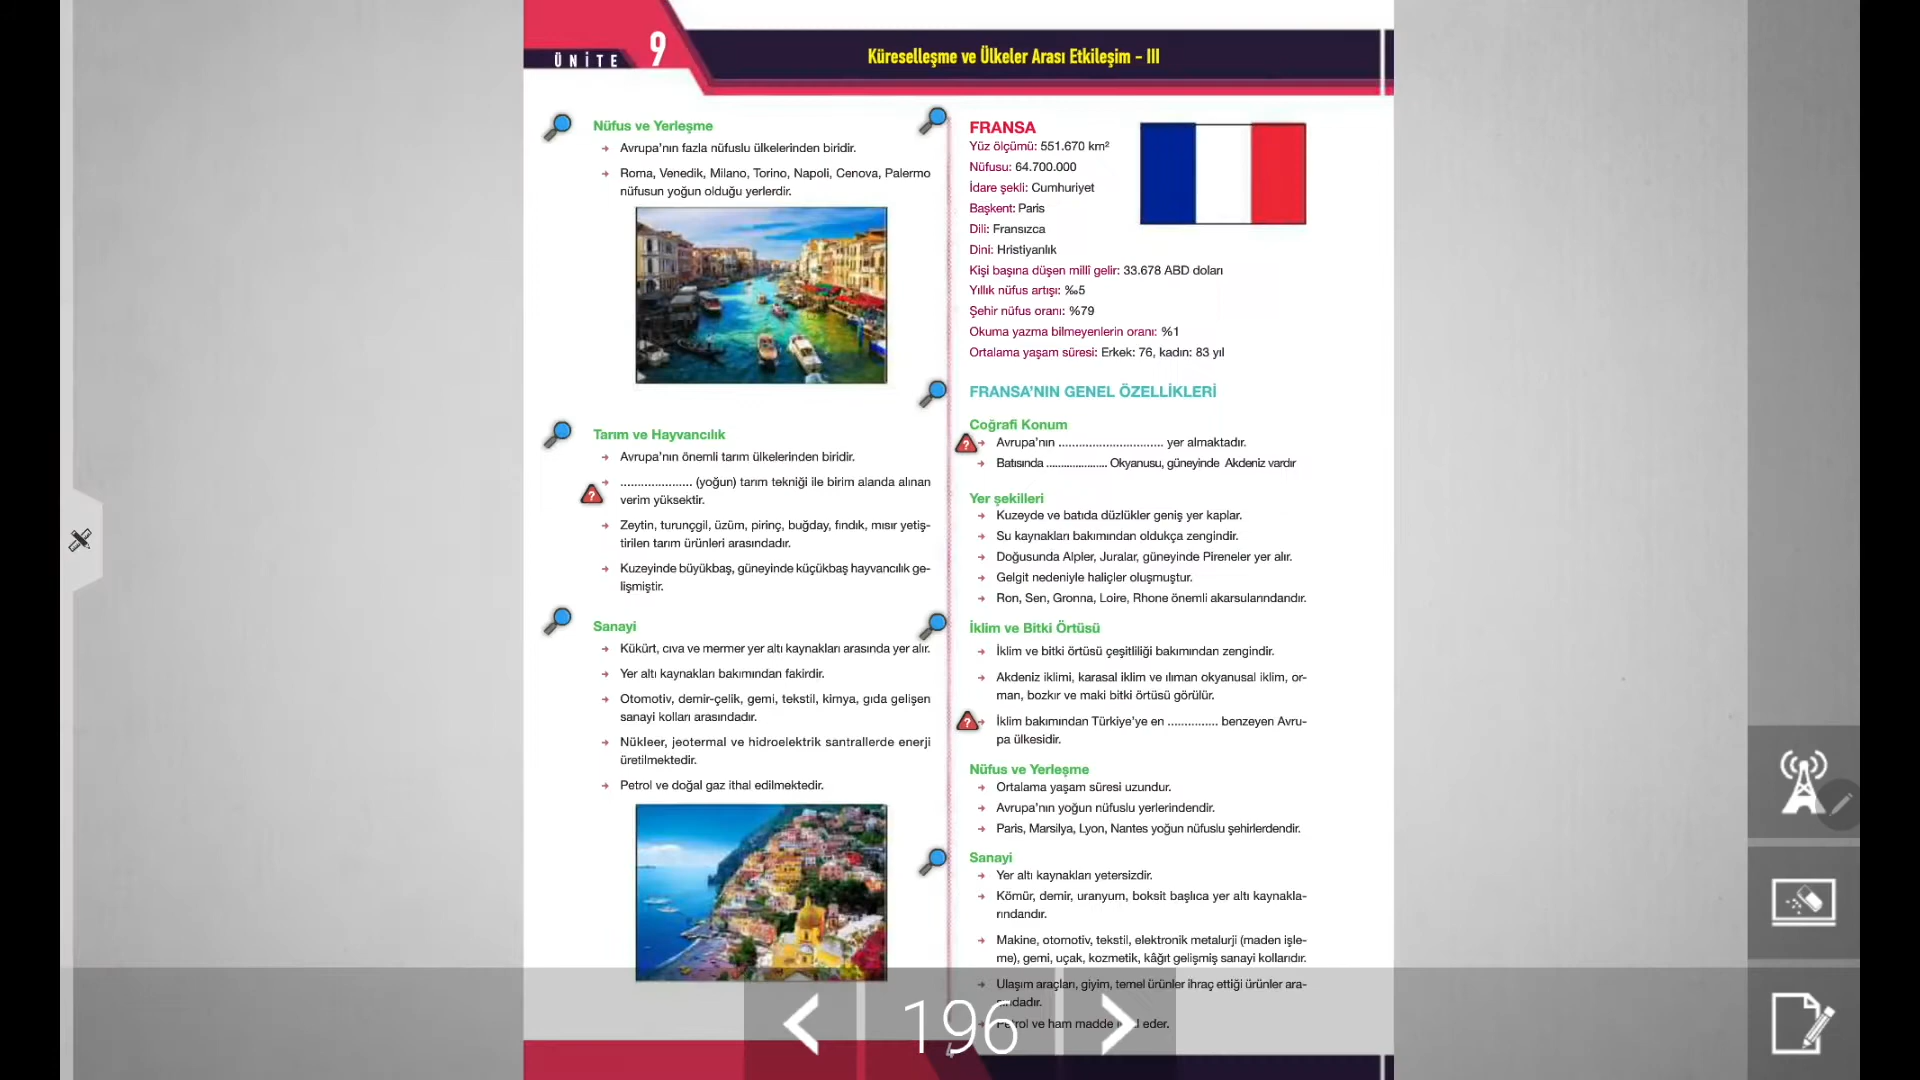 ÜNİTE 9
Küreselleşme ve Ülkeler Arası Etkileşim - III
Nüfus ve Yerleşme
Avrupa'nın fazla nüfuslu ülkelerinden biridir.
Roma, Venedik, Milano, Torino, Napoli, Cenova, Palermo
nüfusun yoğun olduğu yerlerdir.
Tarım ve Hayvancılık
Avrupa'nın önemli tarım ülkelerinden biridir.
..................... (yoğun) tarım tekniği ile birim alanda alınan
verim yüksektir.
Zeytin, turunçgil, üzüm, pirinç, buğday, fındık, mısır yetiş-
tirilen tarım ürünleri arasındadır.
Kuzeyinde büyükbaş, güneyinde küçükbaş hayvancılık ge-
lişmiştir.
Sanayi
Kükürt, cıva ve mermer yer altı kaynakları arasında yer alır.
Yer altı kaynakları bakımından fakirdir.
Otomotiv, demir-çelik, gemi, tekstil, kimya, gıda gelişen
sanayi kolları arasındadır.
Nükleer, jeotermal ve hidroelektrik santrallerde enerji
üretilmektedir.
Petrol ve doğal gaz ithal edilmektedir.
FRANSA
Yüz ölçümü: 551.670 km²
Nüfusu: 64.700.000
İdare şekli: Cumhuriyet
Başkent: Paris
Dili: Fransızca
Dini: Hristiyanlık
Kişi başına düşen millî gelir: 33.678 ABD doları
Yıllık nüfus artışı: ‰5
Şehir nüfus oranı: %79
Okuma yazma bilmeyenlerin oranı: %1
Ortalama yaşam süresi: Erkek: 76, kadın: 83 yıl
FRANSA'NIN GENEL ÖZELLİKLERİ
Coğrafi Konum
Avrupa'nın ............................... yer almaktadır.
Batısında ..................... Okyanusu, güneyinde Akdeniz vardır
Yer şekilleri
Kuzeyde ve batıda düzlükler geniş yer kaplar.
Su kaynakları bakımından oldukça zengindir.
Doğusunda Alpler, Juralar, güneyinde Pireneler yer alır.
Gelgit nedeniyle haliçler oluşmuştur.
Ron, Sen, Gronna, Loire, Rhone önemli akarsularındandır.
İklim ve Bitki Örtüsü
İklim ve bitki örtüsü çeşitliliği bakımından zengindir.
Akdeniz iklimi, karasal iklim ve ılıman okyanusal iklim, or-
man, bozkır ve maki bitki örtüsü görülür.
İklim bakımından Türkiye'ye en ............... benzeyen Avru-
pa ülkesidir.
Nüfus ve Yerleşme
Ortalama yaşam süresi uzundur.
Avrupa'nın yoğun nüfuslu yerlerindendir.
Paris, Marsilya, Lyon, Nantes yoğun nüfuslu şehirlerdendir.
Sanayi
Yer altı kaynakları yetersizdir.
Kömür, demir, uranyum, boksit başlıca yer altı kaynakla-
rındandır.
Makine, otomotiv, tekstil, elektronik metalurji (maden işle-
me), gemi, uçak, kozmetik, kâğıt gelişmiş sanayi kollarıdır.
Ulaşım araçları, giyim, temel ürünler ihraç ettiği ürünler ara-
sındadır.
Petrol ve ham madde eder.
196